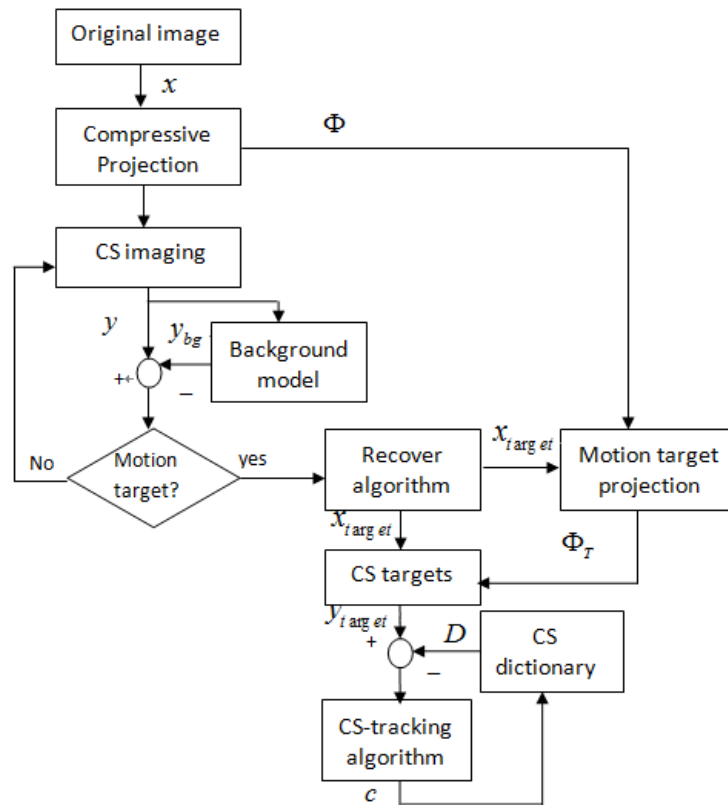 Original image
x
Compressive
Projection
Φ
CS imaging
y
y_bg
Background
model
+
−
No
Motion
target?
yes
Recover
algorithm
x_target
Motion target
projection
x_target
Φ_T
CS targets
y_target
+
D
−
CS
dictionary
CS-tracking
algorithm
c